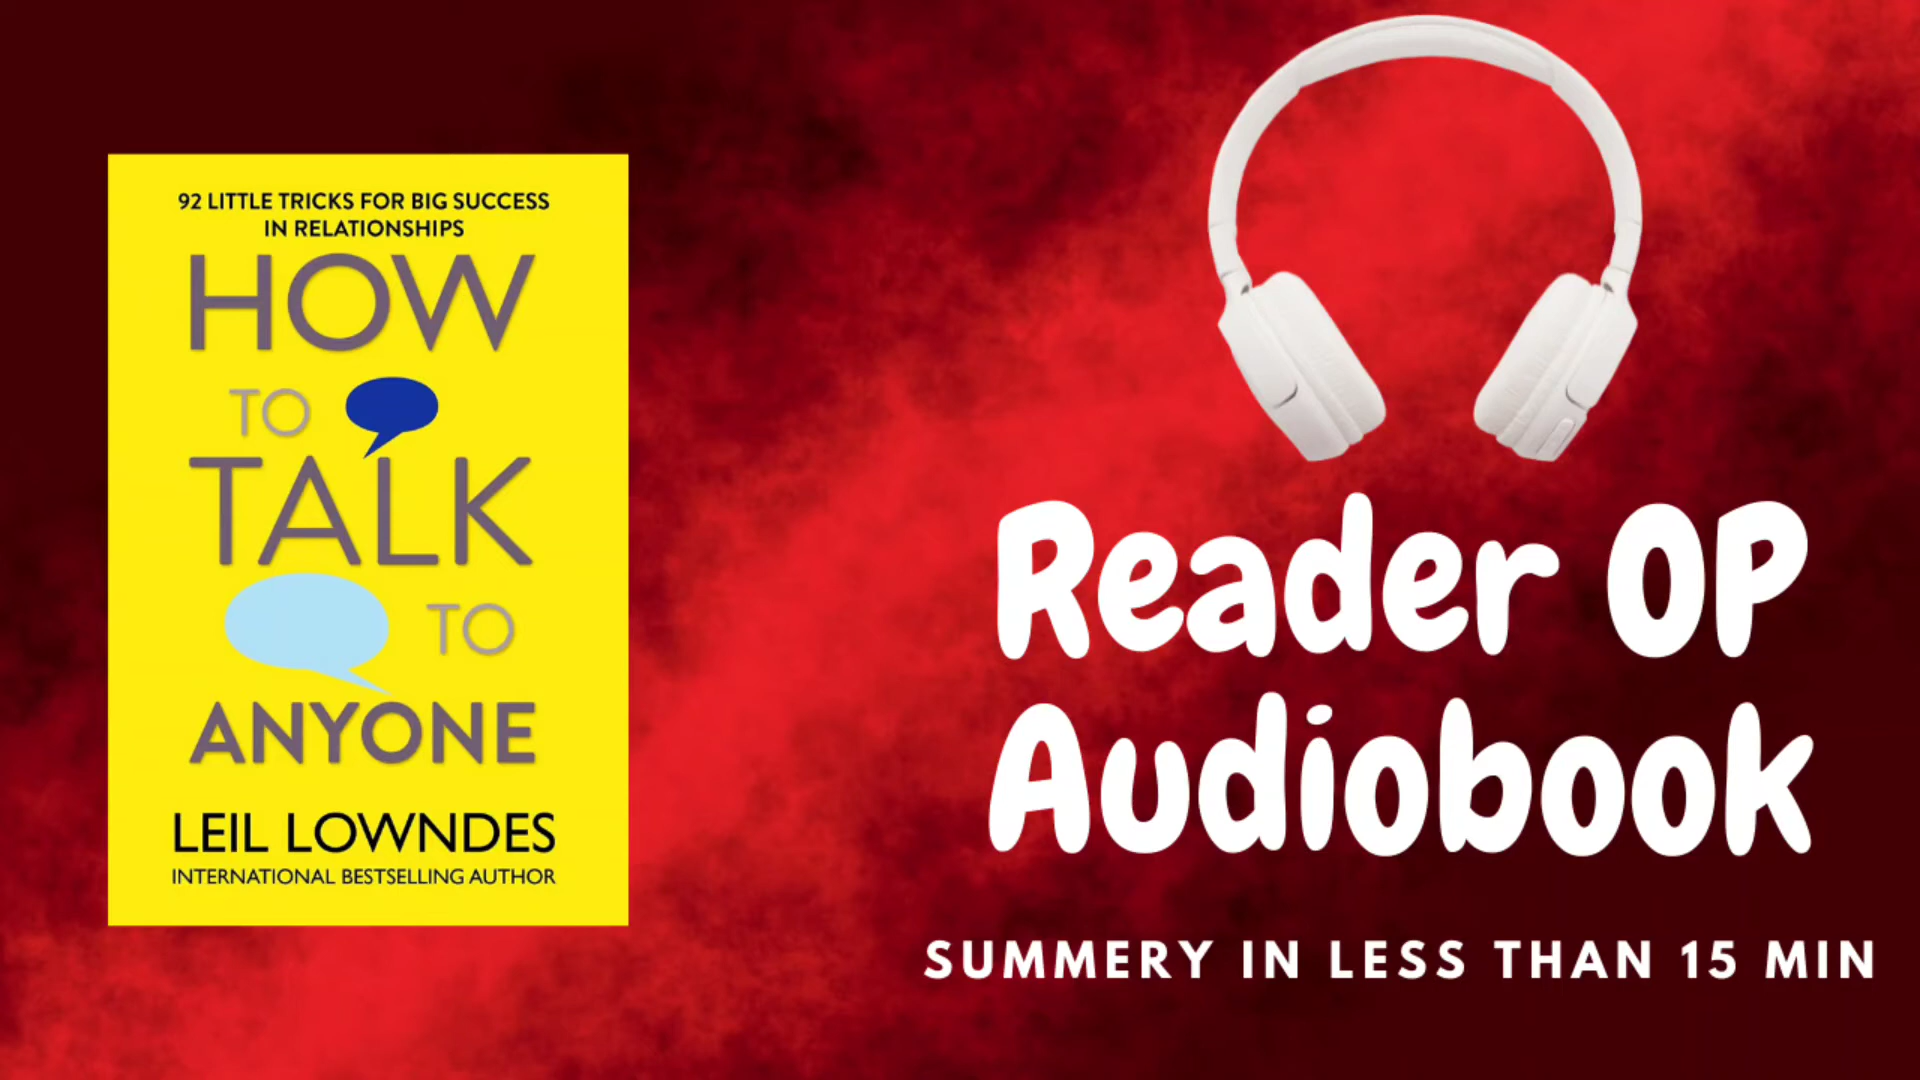 92 LITTLE TRICKS FOR BIG SUCCESS
IN RELATIONSHIPS
HOW
TO
TALK
TO
ANYONE
LEIL LOWNDES
INTERNATIONAL BESTSELLING AUTHOR
Reader OP
Audiobook
SUMMERY IN LESS THAN 15 MIN